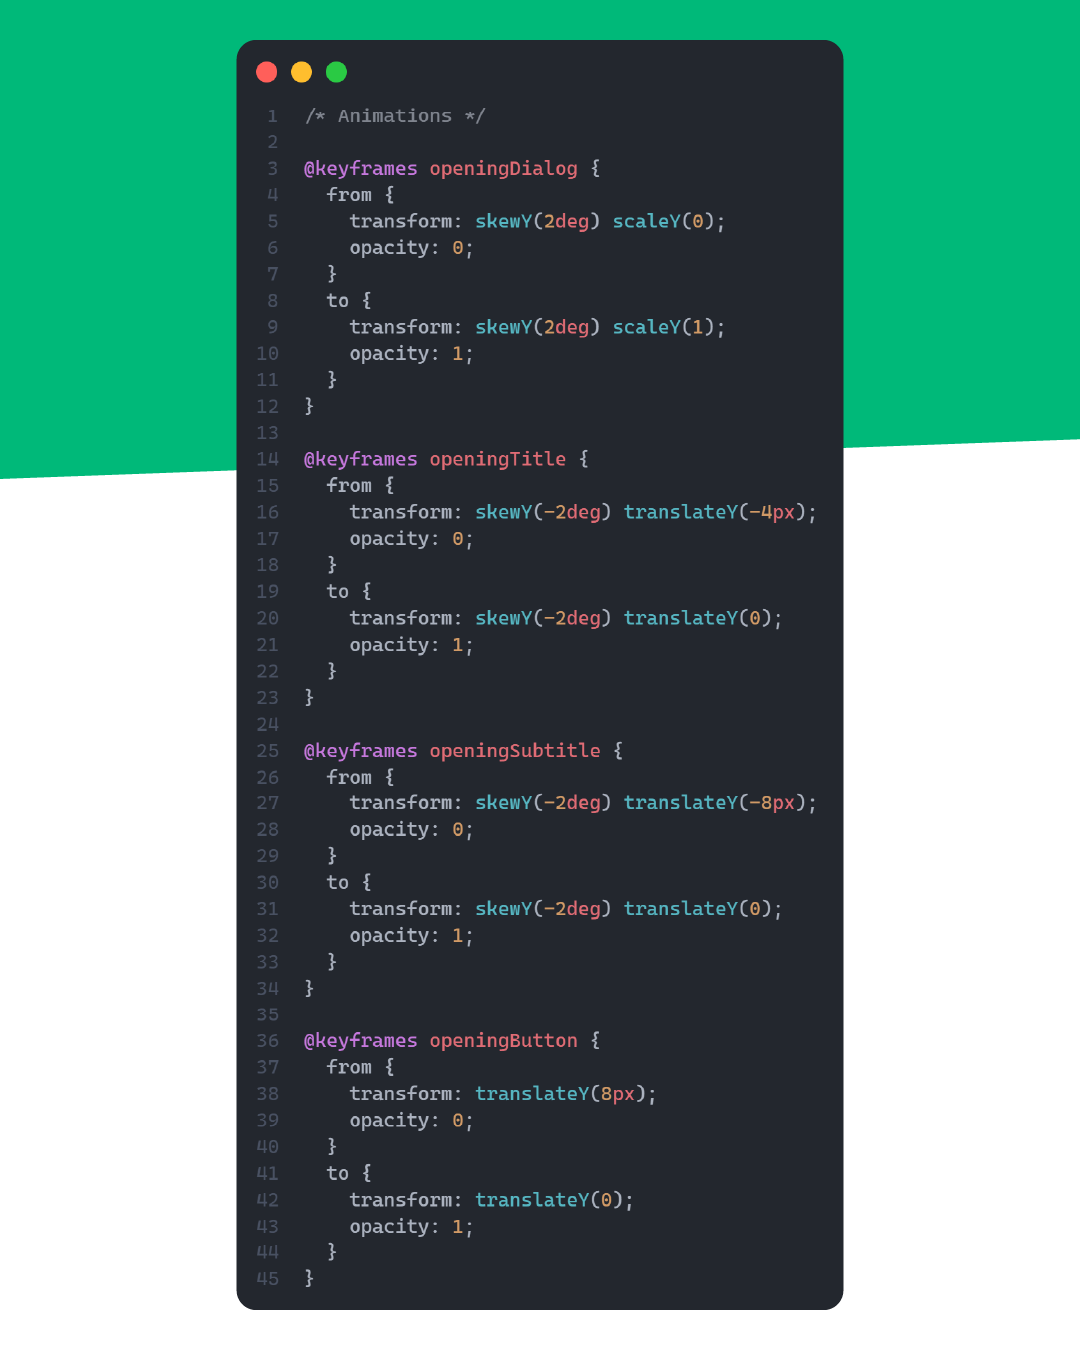 1 /* Animations */
2
3 @keyframes openingDialog {
4   from {
5     transform: skewY(2deg) scaleY(0);
6     opacity: 0;
7   }
8   to {
9     transform: skewY(2deg) scaleY(1);
10     opacity: 1;
11   }
12 }
13
14 @keyframes openingTitle {
15   from {
16     transform: skewY(-2deg) translateY(-4px);
17     opacity: 0;
18   }
19   to {
20     transform: skewY(-2deg) translateY(0);
21     opacity: 1;
22   }
23 }
24
25 @keyframes openingSubtitle {
26   from {
27     transform: skewY(-2deg) translateY(-8px);
28     opacity: 0;
29   }
30   to {
31     transform: skewY(-2deg) translateY(0);
32     opacity: 1;
33   }
34 }
35
36 @keyframes openingButton {
37   from {
38     transform: translateY(8px);
39     opacity: 0;
40   }
41   to {
42     transform: translateY(0);
43     opacity: 1;
44   }
45 }